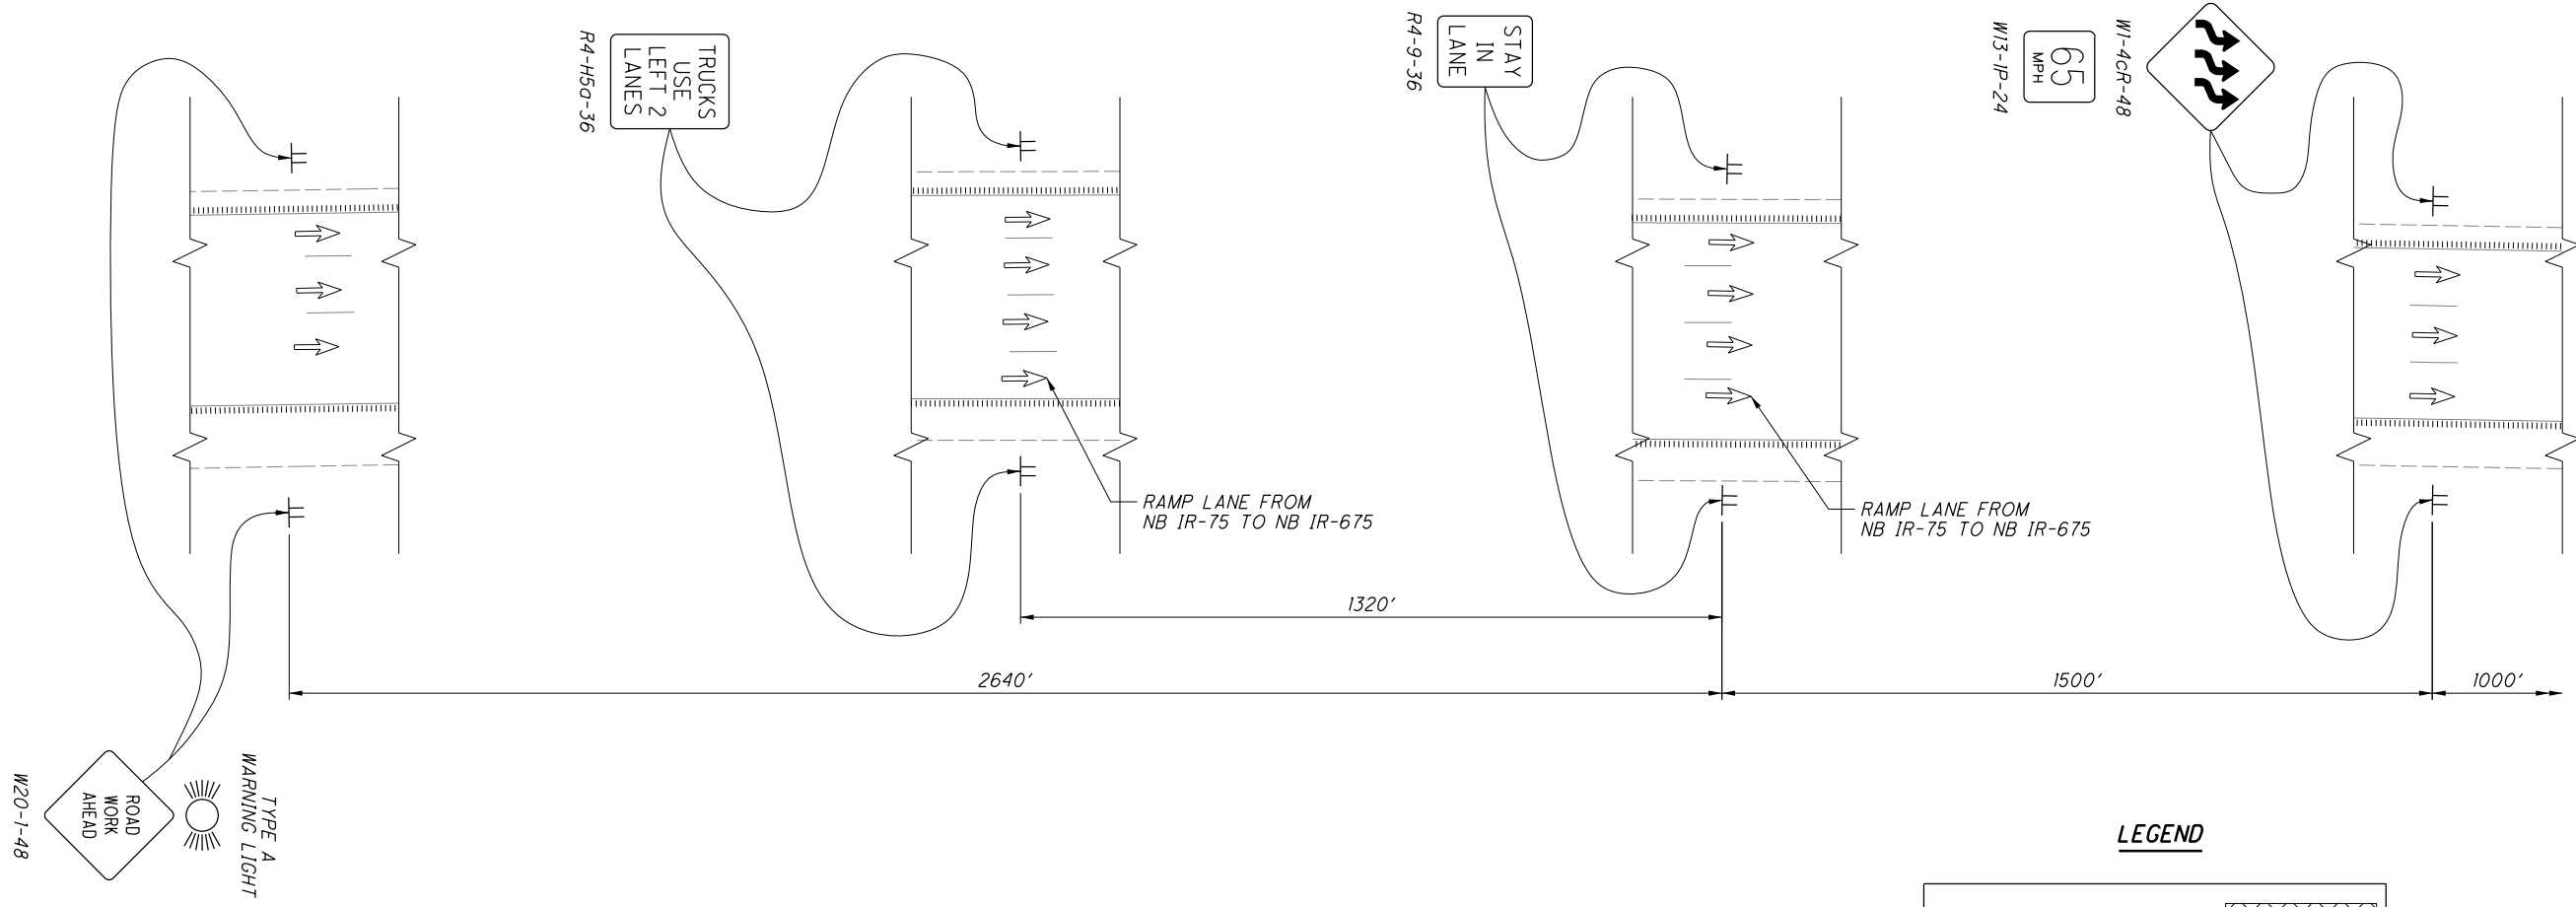 R4-H5a-36
TRUCKS
USE
LEFT 2
LANES
R4-9-36
STAY
IN
LANE
W13-1P-24
65
MPH
W1-4cR-48
RAMP LANE FROM
NB IR-75 TO NB IR-675
RAMP LANE FROM
NB IR-75 TO NB IR-675
1320'
2640'
1500'
1000'
W20-1-48
ROAD
WORK
AHEAD
TYPE A
WARNING LIGHT
LEGEND